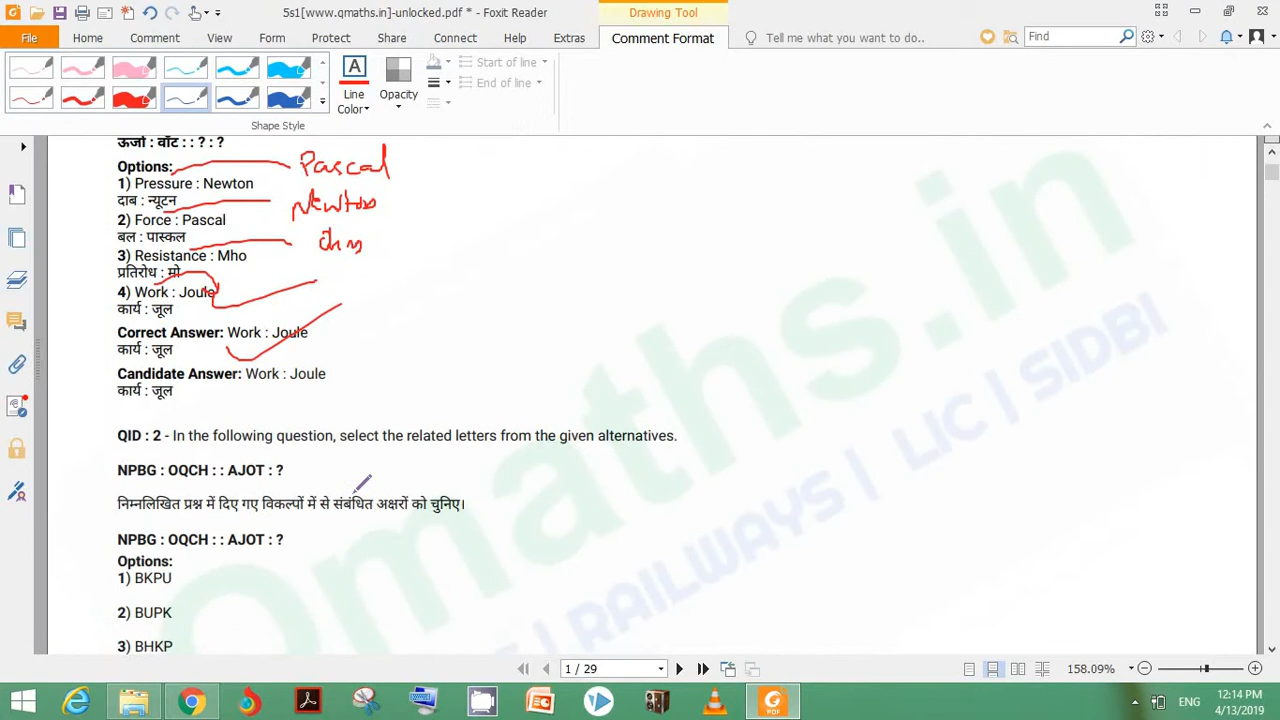 5s1[www.qmaths.in]-unlocked.pdf * - Foxit Reader
Drawing Tool
File Home Comment View Form Protect Share Connect Help Extras Comment Format Tell me what you want to do.. Find
Line Color
Opacity
Start of line
End of line
Shape Style
ऊर्जा : वॉट : : ? : ?
Options: Pascal
1) Pressure : Newton
दाब : न्यूटन Newton
2) Force : Pascal
बल : पास्कल ohm
3) Resistance : Mho
प्रतिरोध : मो
4) Work : Joule
कार्य : जूल
Correct Answer: Work : Joule
कार्य : जूल
Candidate Answer: Work : Joule
कार्य : जूल
QID : 2 - In the following question, select the related letters from the given alternatives.
NPBG : OQCH : : AJOT : ?
निम्नलिखित प्रश्न में दिए गए विकल्पों में से संबंधित अक्षरों को चुनिए।
NPBG : OQCH : : AJOT : ?
Options:
1) BKPU
2) BUPK
3) BHKP
Qmaths.in
| RAILWAYS | LIC | SIDBI
1 / 29
158.09%
ENG
12:14 PM
4/13/2019